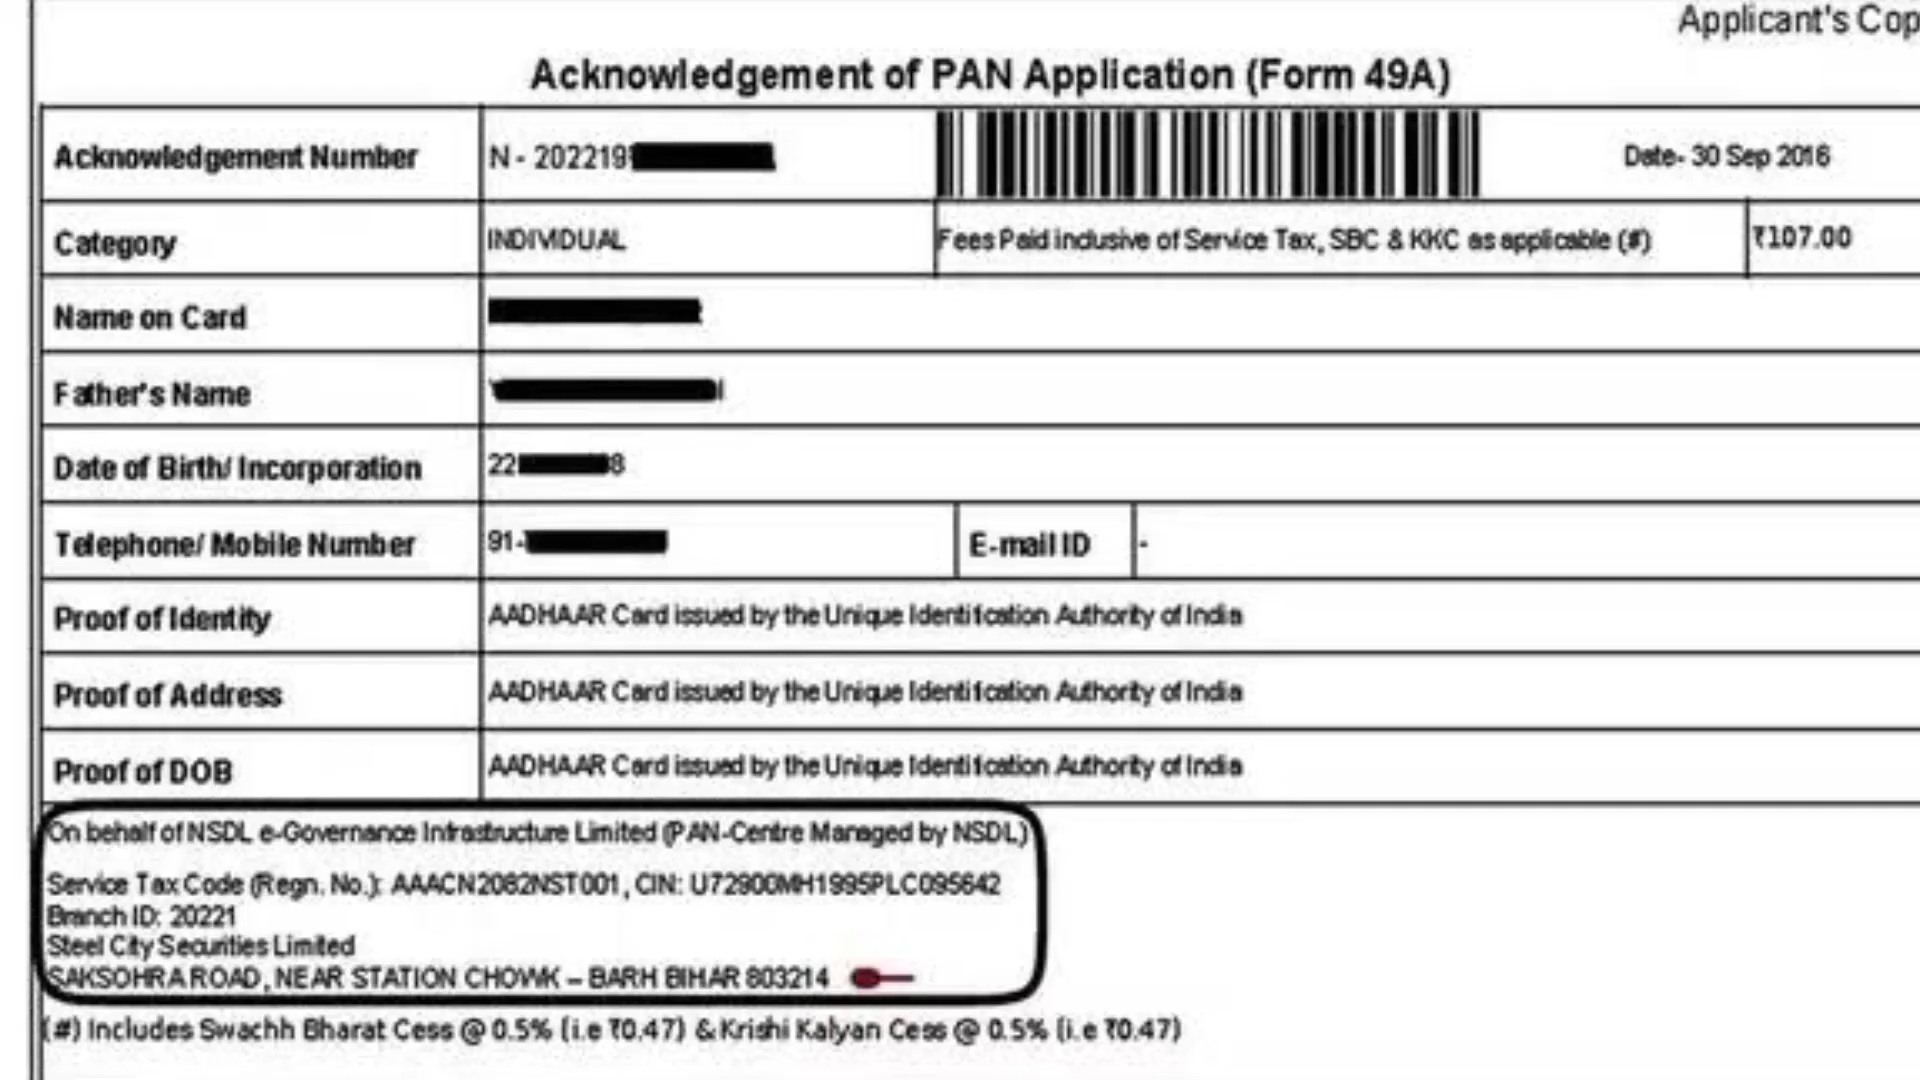 Applicant's Cop
Acknowledgement of PAN Application (Form 49A)
Acknowledgement Number N - 202219 Date- 30 Sep 2016
Category INDIVIDUAL Fees Paid inclusive of Service Tax, SBC & KKC as applicable (#) ₹107.00
Name on Card
Father's Name
Date of Birth/ Incorporation 22 8
Telephone/ Mobile Number 91- E-mail ID -
Proof of Identity AADHAAR Card issued by the Unique Identification Authority of India
Proof of Address AADHAAR Card issued by the Unique Identification Authority of India
Proof of DOB AADHAAR Card issued by the Unique Identification Authority of India
On behalf of NSDL e-Governance Infrastructure Limited (PAN-Centre Managed by NSDL)
Service Tax Code (Regn. No.): AAACN2082NST001, CIN: U72900MH1995PLC095642
Branch ID: 20221
Steel City Securities Limited
SAKSOHRA ROAD, NEAR STATION CHOWK – BARH BIHAR 803214
(#) Includes Swachh Bharat Cess @ 0.5% (i.e ₹0.47) & Krishi Kalyan Cess @ 0.5% (i.e ₹0.47)